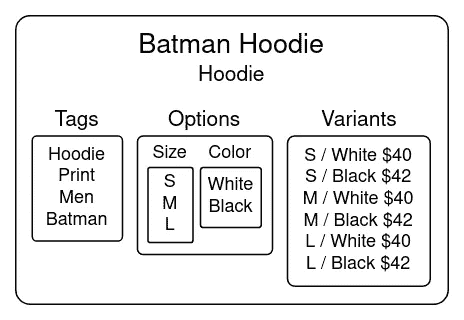 Batman Hoodie
Hoodie
Tags
Hoodie
Print
Men
Batman
Options
Size
S
M
L
Color
White
Black
Variants
S / White $40
S / Black $42
M / White $40
M / Black $42
L / White $40
L / Black $42